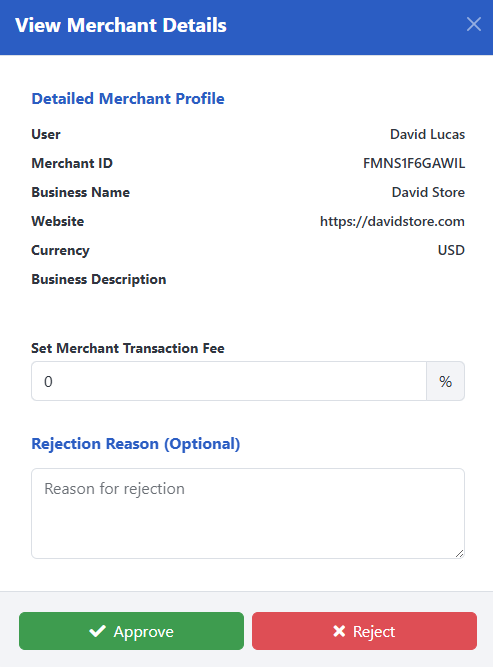 View Merchant Details
Detailed Merchant Profile
User David Lucas
Merchant ID FMNS1F6GAWIL
Business Name David Store
Website https://davidstore.com
Currency USD
Business Description
Set Merchant Transaction Fee
0 %
Rejection Reason (Optional)
Reason for rejection
Approve Reject